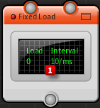 Fixed Load
Load Interval
0 10/ms
1